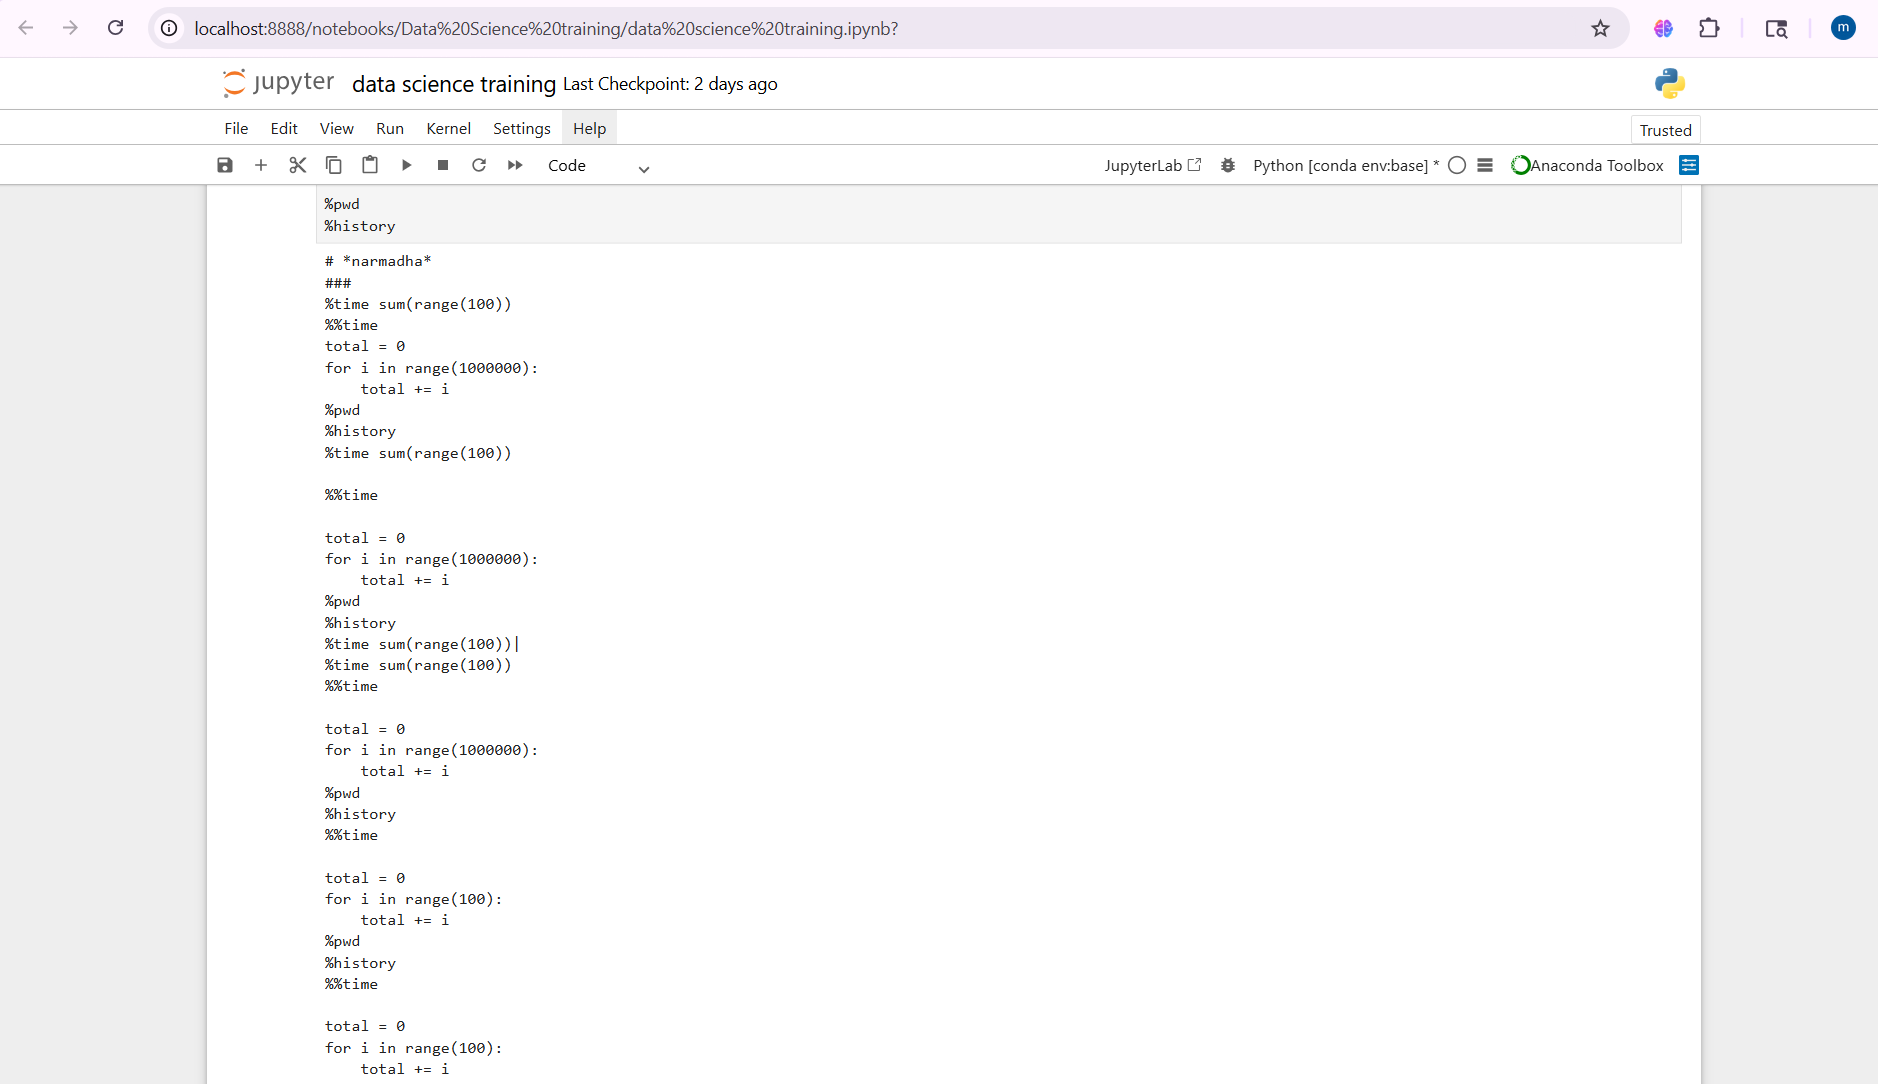 localhost:8888/notebooks/Data%20Science%20training/data%20science%20training.ipynb?
m
jupyter data science training Last Checkpoint: 2 days ago
File Edit View Run Kernel Settings Help
Trusted
Code JupyterLab Python [conda env:base] * Anaconda Toolbox
%pwd
%history
# *narmadha*
###
%time sum(range(100))
%%time
total = 0
for i in range(1000000):
    total += i
%pwd
%history
%time sum(range(100))
%%time
total = 0
for i in range(1000000):
    total += i
%pwd
%history
%time sum(range(100))|
%time sum(range(100))
%%time
total = 0
for i in range(1000000):
    total += i
%pwd
%history
%%time
total = 0
for i in range(100):
    total += i
%pwd
%history
%%time
total = 0
for i in range(100):
    total += i